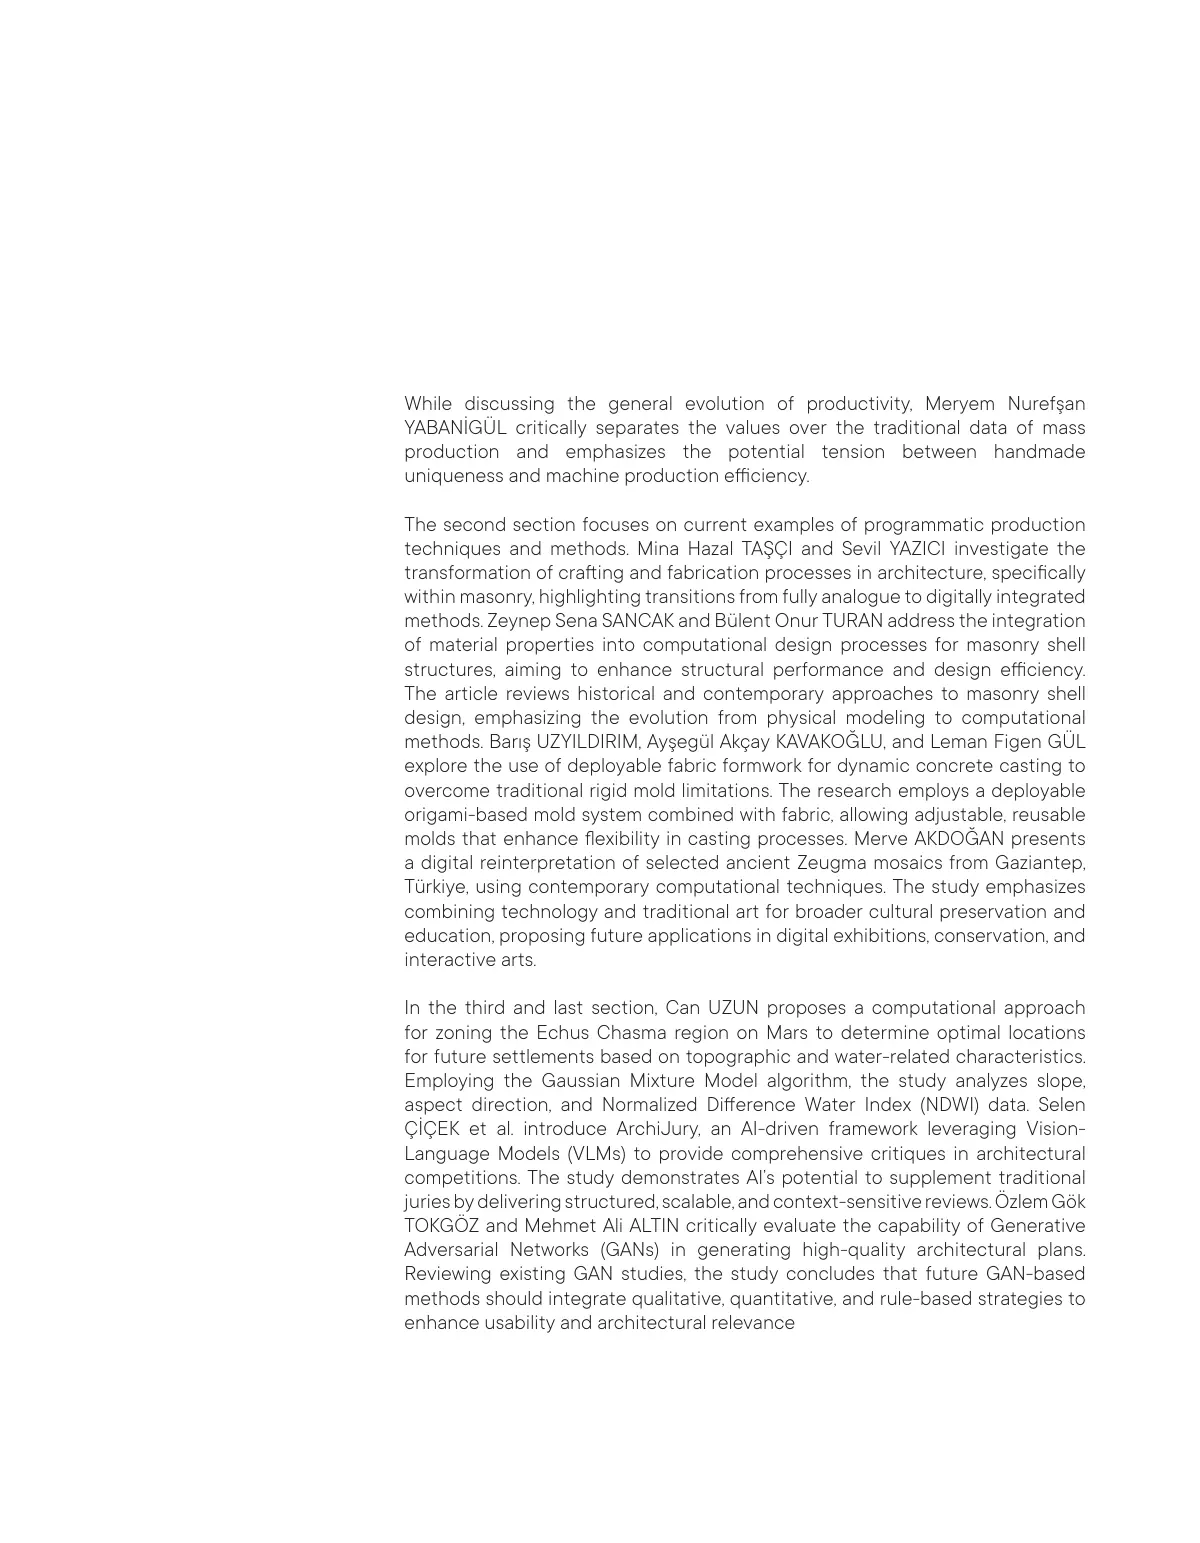 While discussing the general evolution of productivity, Meryem Nurefşan
YABANİGÜL critically separates the values over the traditional data of mass
production and emphasizes the potential tension between handmade
uniqueness and machine production efficiency.
The second section focuses on current examples of programmatic production
techniques and methods. Mina Hazal TAŞÇI and Sevil YAZICI investigate the
transformation of crafting and fabrication processes in architecture, specifically
within masonry, highlighting transitions from fully analogue to digitally integrated
methods. Zeynep Sena SANCAK and Bülent Onur TURAN address the integration
of material properties into computational design processes for masonry shell
structures, aiming to enhance structural performance and design efficiency.
The article reviews historical and contemporary approaches to masonry shell
design, emphasizing the evolution from physical modeling to computational
methods. Barış UZYILDIRIM, Ayşegül Akçay KAVAKOĞLU, and Leman Figen GÜL
explore the use of deployable fabric formwork for dynamic concrete casting to
overcome traditional rigid mold limitations. The research employs a deployable
origami-based mold system combined with fabric, allowing adjustable, reusable
molds that enhance flexibility in casting processes. Merve AKDOĞAN presents
a digital reinterpretation of selected ancient Zeugma mosaics from Gaziantep,
Türkiye, using contemporary computational techniques. The study emphasizes
combining technology and traditional art for broader cultural preservation and
education, proposing future applications in digital exhibitions, conservation, and
interactive arts.
In the third and last section, Can UZUN proposes a computational approach
for zoning the Echus Chasma region on Mars to determine optimal locations
for future settlements based on topographic and water-related characteristics.
Employing the Gaussian Mixture Model algorithm, the study analyzes slope,
aspect direction, and Normalized Difference Water Index (NDWI) data. Selen
ÇİÇEK et al. introduce ArchiJury, an AI-driven framework leveraging Vision-
Language Models (VLMs) to provide comprehensive critiques in architectural
competitions. The study demonstrates AI's potential to supplement traditional
juries by delivering structured, scalable, and context-sensitive reviews. Özlem Gök
TOKGÖZ and Mehmet Ali ALTIN critically evaluate the capability of Generative
Adversarial Networks (GANs) in generating high-quality architectural plans.
Reviewing existing GAN studies, the study concludes that future GAN-based
methods should integrate qualitative, quantitative, and rule-based strategies to
enhance usability and architectural relevance